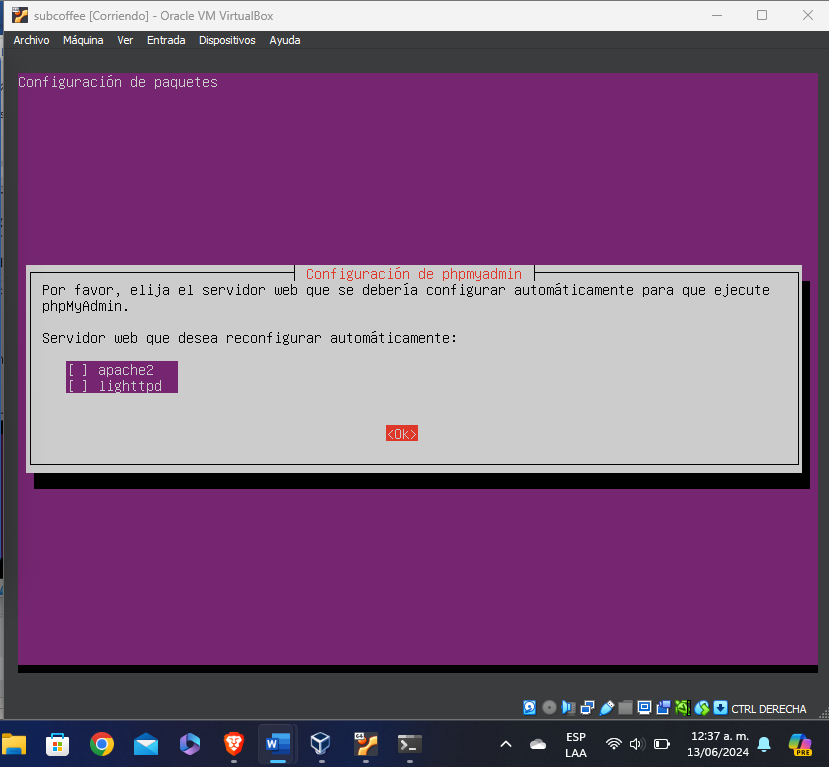 subcoffee [Corriendo] - Oracle VM VirtualBox
Archivo Máquina Ver Entrada Dispositivos Ayuda
Configuración de paquetes
Configuración de phpmyadmin
Por favor, elija el servidor web que se debería configurar automáticamente para que ejecute
phpMyAdmin.
Servidor web que desea reconfigurar automáticamente:
[ ] apache2
[ ] lighttpd
<Ok>
CTRL DERECHA
ESP
LAA
12:37 a. m.
13/06/2024
PRE